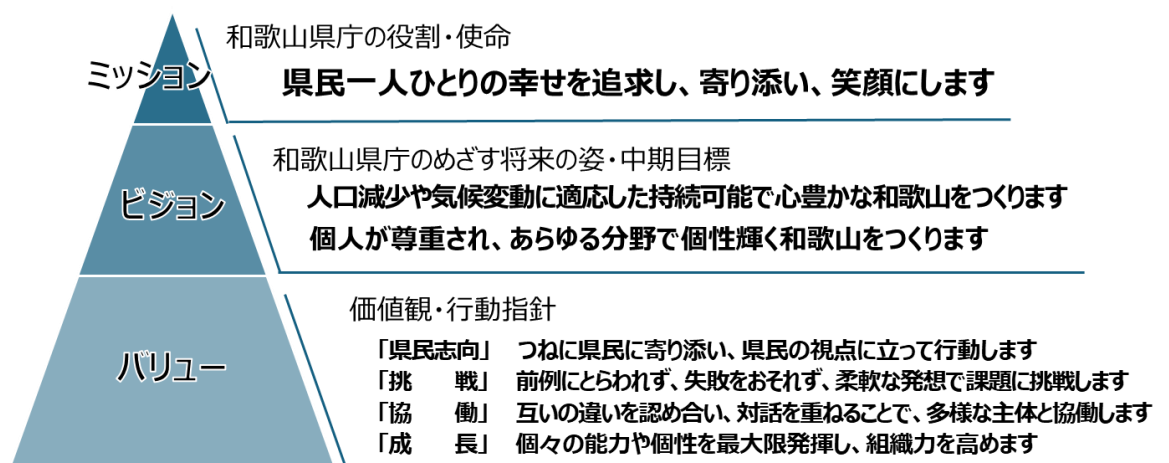 ミッション
和歌山県庁の役割・使命
県民一人ひとりの幸せを追求し、寄り添い、笑顔にします
ビジョン
和歌山県庁のめざす将来の姿・中期目標
人口減少や気候変動に適応した持続可能で心豊かな和歌山をつくります
個人が尊重され、あらゆる分野で個性輝く和歌山をつくります
バリュー
価値観・行動指針
「県民志向」 つねに県民に寄り添い、県民の視点に立って行動します
「挑　戦」 前例にとらわれず、失敗をおそれず、柔軟な発想で課題に挑戦します
「協　働」 互いの違いを認め合い、対話を重ねることで、多様な主体と協働します
「成　長」 個々の能力や個性を最大限発揮し、組織力を高めます